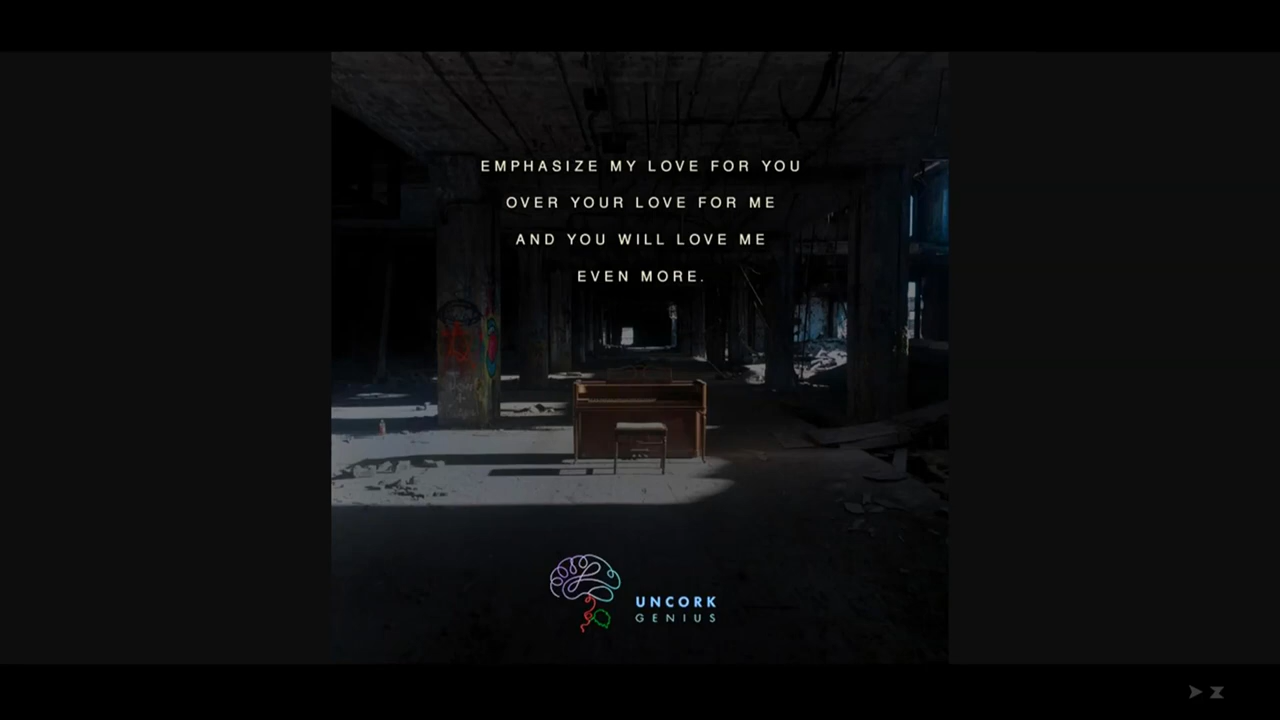 EMPHASIZE MY LOVE FOR YOU
OVER YOUR LOVE FOR ME
AND YOU WILL LOVE ME
EVEN MORE.
UNCORK
GENIUS